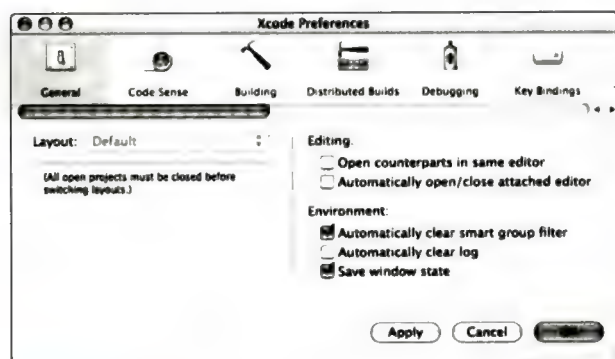 Xcode Preferences
General Code Sense Building Distributed Builds Debugging Key Bindings
Layout: Default
(All open projects must be closed before
switching layouts.)
Editing:
Open counterparts in same editor
Automatically open/close attached editor
Environment:
Automatically clear smart group filter
Automatically clear log
Save window state
Apply Cancel